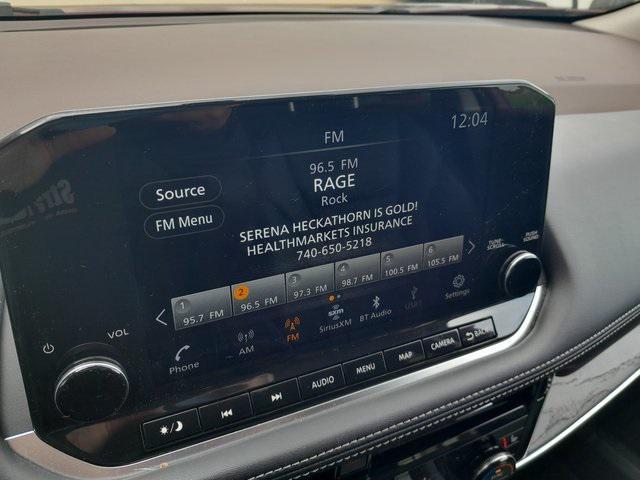 FM
12:04
96.5 FM
RAGE
Rock
Source
FM Menu
SERENA HECKATHORN IS GOLD!
HEALTHMARKETS INSURANCE
740-650-5218
1 2 3 4 5 6
95.7 FM 96.5 FM 97.3 FM 98.7 FM 100.5 FM 105.5 FM
TUNE
SCROLL
PUSH
SOUND
VOL
Phone AM FM SiriusXM BT Audio USB1 Settings
sxm
AUDIO MENU MAP CAMERA BACK